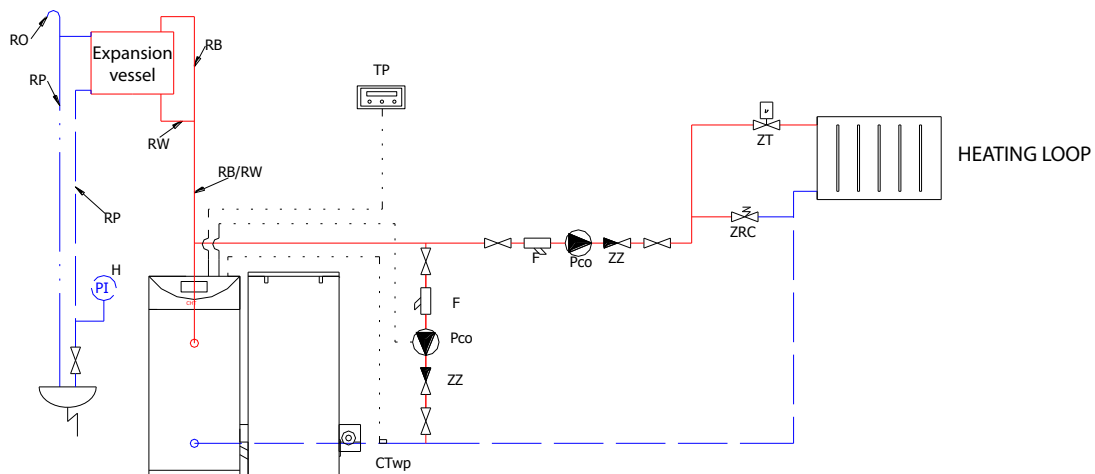 RO
RB
Expansion
vessel
RP
TP
RW
ZT
HEATING LOOP
RB/RW
RP
ZRC
F
Pco
ZZ
H
PI
F
Pco
ZZ
CTwp